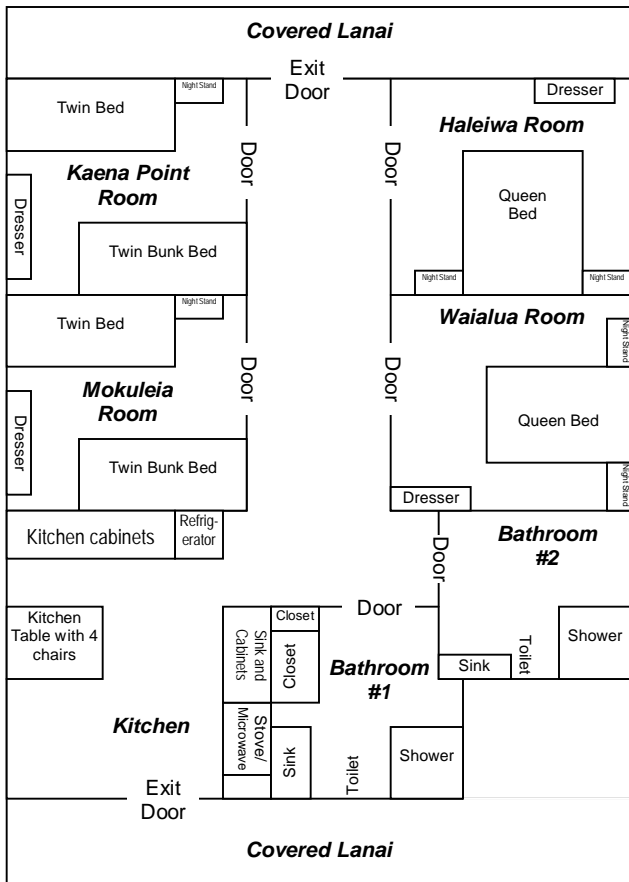 Covered Lanai
Exit
Door
Twin Bed
Night Stand
Dresser
Haleiwa Room
Door
Door
Kaena Point
Room
Dresser
Queen
Bed
Twin Bunk Bed
Night Stand
Night Stand
Twin Bed
Night Stand
Waialua Room
Night Stand
Door
Door
Mokuleia
Room
Dresser
Queen Bed
Twin Bunk Bed
Night Stand
Dresser
Kitchen cabinets
Refrig-
erator
Bathroom
#2
Door
Kitchen
Table with 4
chairs
Closet
Door
Sink and
Cabinets
Closet
Bathroom
#1
Sink
Toilet
Shower
Kitchen
Stove/
Microwave
Sink
Toilet
Shower
Exit
Door
Covered Lanai